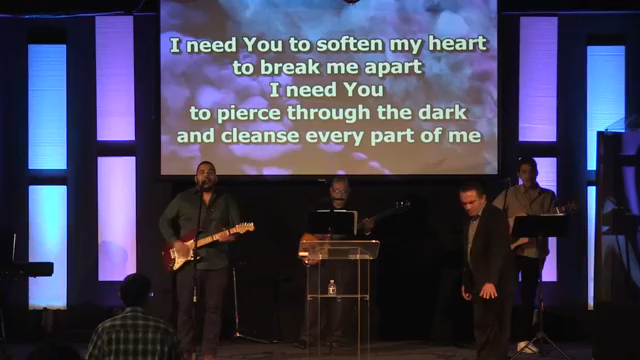 I need You to soften my heart
to break me apart
I need You
to pierce through the dark
and cleanse every part of me